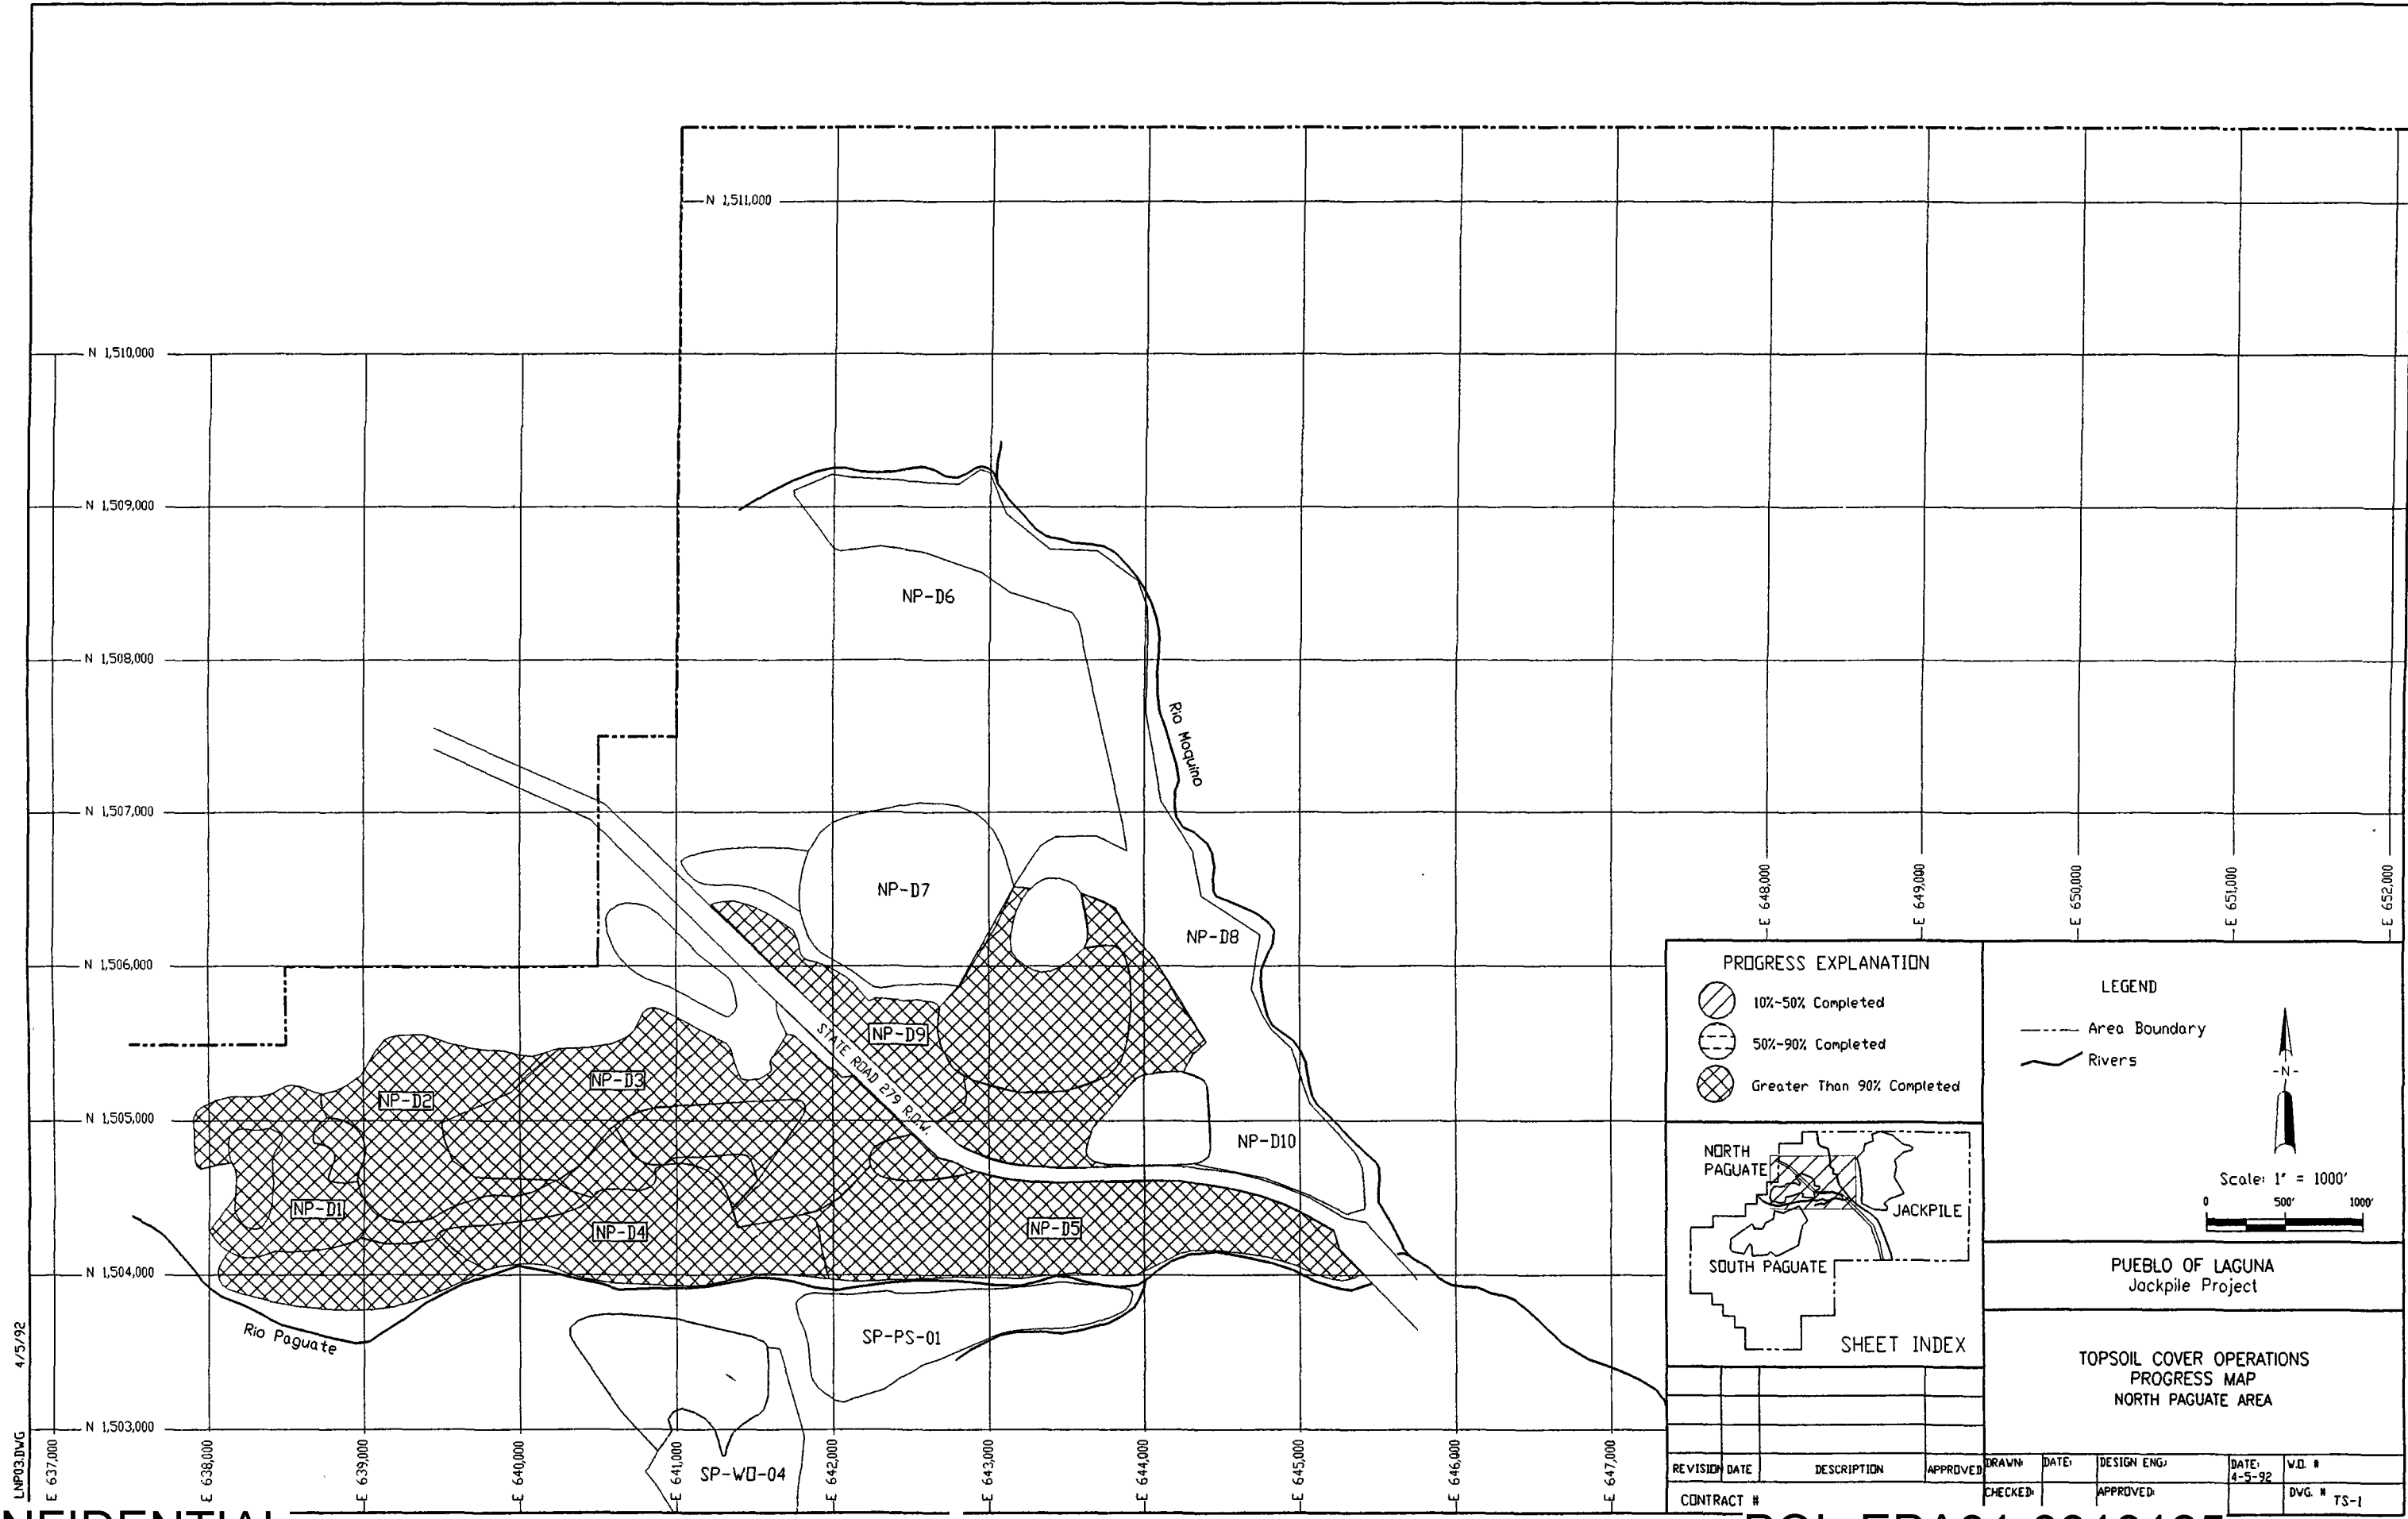 N 1,511,000
N 1,510,000
N 1,509,000
N 1,508,000
N 1,507,000
N 1,506,000
N 1,505,000
N 1,504,000
N 1,503,000
NP-D6
Rio Moquino
NP-D7
NP-D8
NP-D9
STATE ROAD 279 R.O.W.
NP-D3
NP-D2
NP-D10
NP-D1
NP-D4
NP-D5
Rio Paguate
SP-PS-01
SP-WD-04
E 637,000
E 638,000
E 639,000
E 640,000
E 641,000
E 642,000
E 643,000
E 644,000
E 645,000
E 646,000
E 647,000
E 648,000
E 649,000
E 650,000
E 651,000
E 652,000
PROGRESS EXPLANATION
10%-50% Completed
50%-90% Completed
Greater Than 90% Completed
LEGEND
Area Boundary
Rivers
-N-
Scale: 1" = 1000'
0 500' 1000'
NORTH
PAGUATE
JACKPILE
SOUTH PAGUATE
SHEET INDEX
PUEBLO OF LAGUNA
Jackpile Project
TOPSOIL COVER OPERATIONS
PROGRESS MAP
NORTH PAGUATE AREA
REVISION DATE DESCRIPTION APPROVED
CONTRACT #
DRAWN: DATE: DESIGN ENG: DATE: 4-5-92 W.O. #
CHECKED: APPROVED: DWG. # TS-1
LNP03.DWG 4/5/92